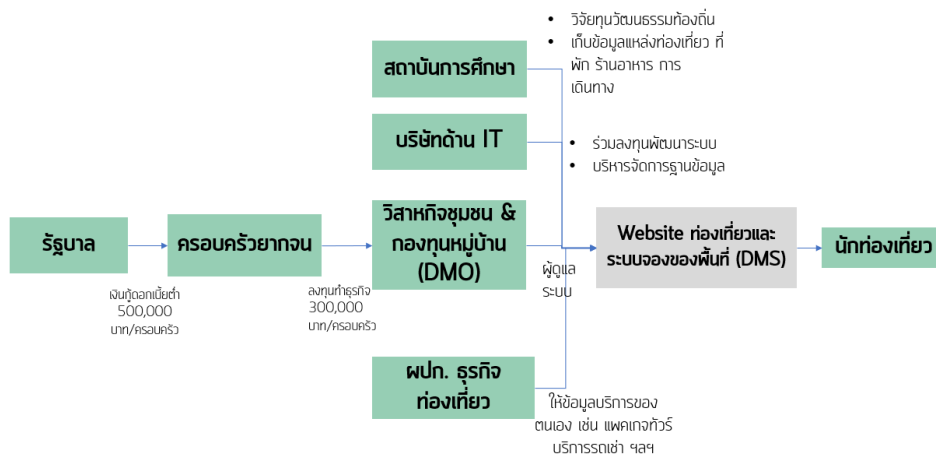 • วิจัยทุนวัฒนธรรมท้องถิ่น
• เก็บข้อมูลแหล่งท่องเที่ยว ที่
พัก ร้านอาหาร การ
เดินทาง
สถาบันการศึกษา
บริษัทด้าน IT
• ร่วมลงทุนพัฒนาระบบ
• บริหารจัดการฐานข้อมูล
รัฐบาล
ครอบครัวยากจน
วิสาหกิจชุมชน &
กองทุนหมู่บ้าน
(DMO)
Website ท่องเที่ยวและ
ระบบจองของพื้นที่ (DMS)
นักท่องเที่ยว
เงินกู้ดอกเบี้ยต่ำ
500,000
บาท/ครอบครัว
ลงทุนทำธุรกิจ
300,000
บาท/ครอบครัว
ผู้ดูแล
ระบบ
ผปก. ธุรกิจ
ท่องเที่ยว
ให้ข้อมูลบริการของ
ตนเอง เช่น แพคเกจทัวร์
บริการรถเช่า ฯลฯ